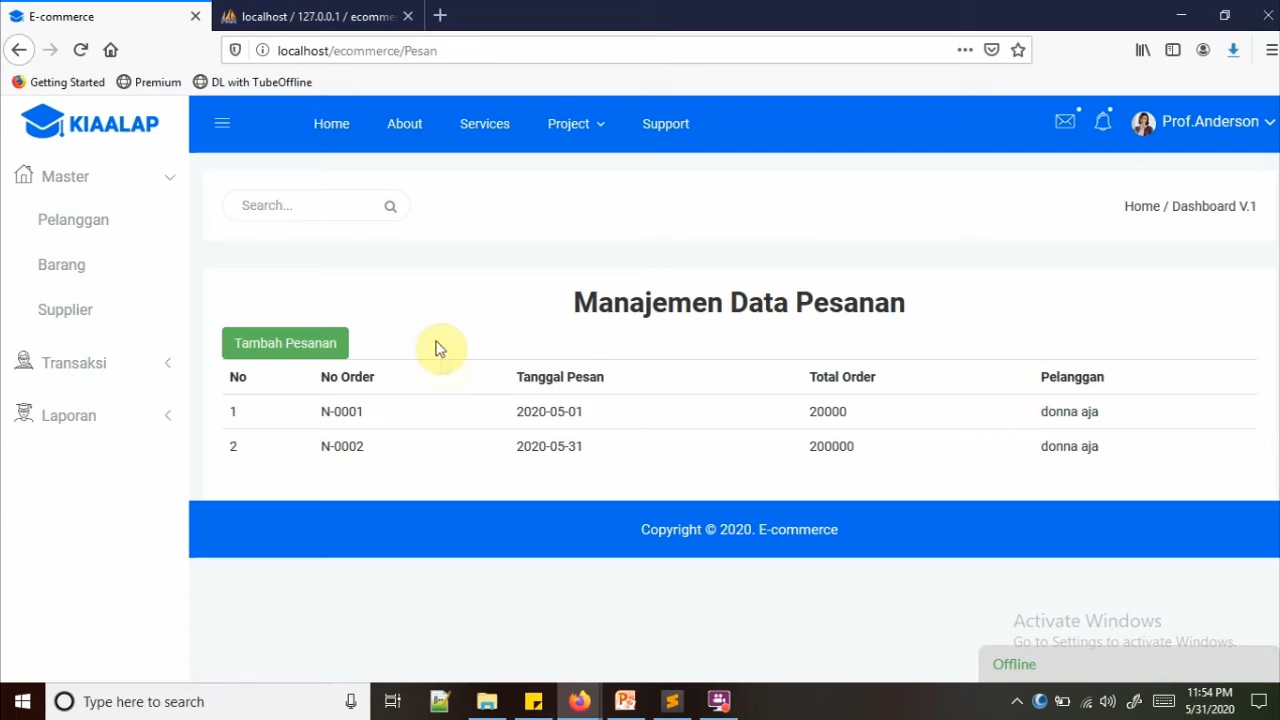 E-commerce
localhost / 127.0.0.1 / ecomme
localhost/ecommerce/Pesan
Getting Started
Premium
DL with TubeOffline
KIAALAP
Home
About
Services
Project
Support
Prof.Anderson
Master
Pelanggan
Barang
Supplier
Transaksi
Laporan
Search...
Home / Dashboard V.1
Manajemen Data Pesanan
Tambah Pesanan
No No Order Tanggal Pesan Total Order Pelanggan
1 N-0001 2020-05-01 20000 donna aja
2 N-0002 2020-05-31 200000 donna aja
Copyright © 2020. E-commerce
Activate Windows
Go to Settings to activate Windows.
Offline
Type here to search
11:54 PM
5/31/2020